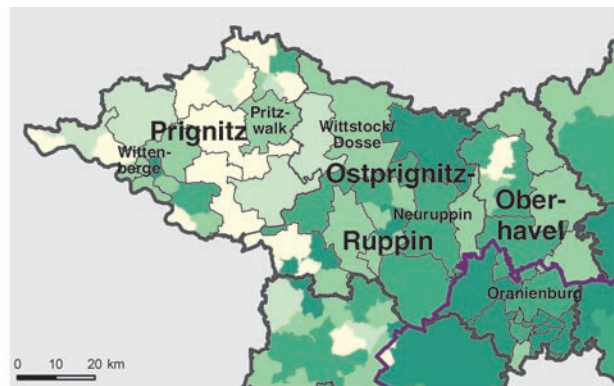 Prignitz
Pritz-
walk
Witten-
berge
Wittstock/
Dosse
Ostprignitz-
Ruppin
Neuruppin
Ober-
havel
Oranienburg
0 10 20 km